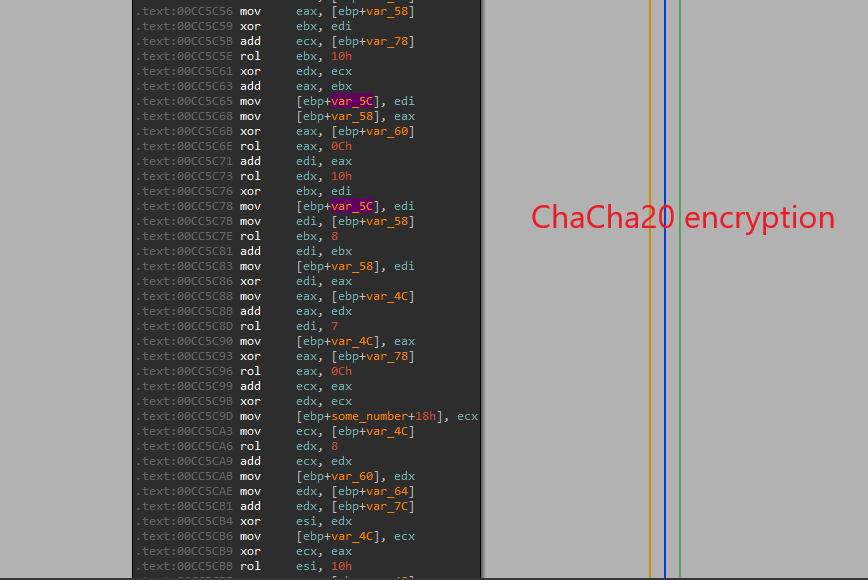 .text:00CC5C56 mov eax, [ebp+var_58]
.text:00CC5C59 xor ebx, edi
.text:00CC5C5B add ecx, [ebp+var_78]
.text:00CC5C5E rol ebx, 10h
.text:00CC5C61 xor edx, ecx
.text:00CC5C63 add eax, ebx
.text:00CC5C65 mov [ebp+var_5C], edi
.text:00CC5C68 mov [ebp+var_58], eax
.text:00CC5C6B xor eax, [ebp+var_60]
.text:00CC5C6E rol eax, 0Ch
.text:00CC5C71 add edi, eax
.text:00CC5C73 rol edx, 10h
.text:00CC5C76 xor ebx, edi
.text:00CC5C78 mov [ebp+var_5C], edi
.text:00CC5C7B mov edi, [ebp+var_58]
.text:00CC5C7E rol ebx, 8
.text:00CC5C81 add edi, ebx
.text:00CC5C83 mov [ebp+var_58], edi
.text:00CC5C86 xor edi, eax
.text:00CC5C88 mov eax, [ebp+var_4C]
.text:00CC5C8B add eax, edx
.text:00CC5C8D rol edi, 7
.text:00CC5C90 mov [ebp+var_4C], eax
.text:00CC5C93 xor eax, [ebp+var_78]
.text:00CC5C96 rol eax, 0Ch
.text:00CC5C99 add ecx, eax
.text:00CC5C9B xor edx, ecx
.text:00CC5C9D mov [ebp+some_number+18h], ecx
.text:00CC5CA3 mov ecx, [ebp+var_4C]
.text:00CC5CA6 rol edx, 8
.text:00CC5CA9 add ecx, edx
.text:00CC5CAB mov [ebp+var_60], edx
.text:00CC5CAE mov edx, [ebp+var_64]
.text:00CC5CB1 add edx, [ebp+var_7C]
.text:00CC5CB4 xor esi, edx
.text:00CC5CB6 mov [ebp+var_4C], ecx
.text:00CC5CB9 xor ecx, eax
.text:00CC5CBB rol esi, 10h
ChaCha20 encryption